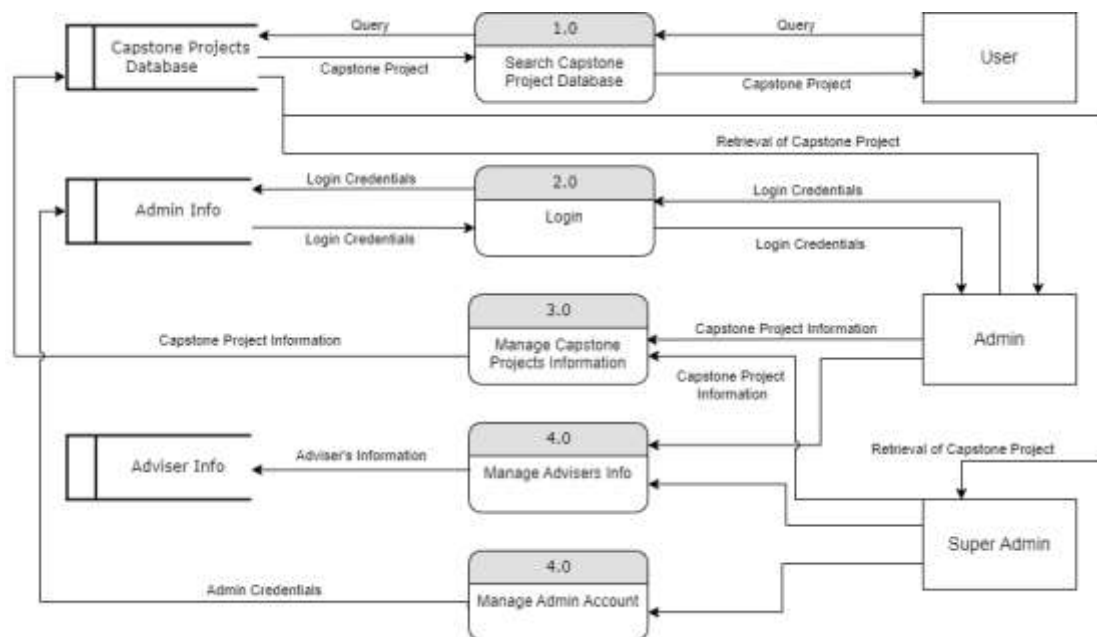 Query
1.0
Query
Capstone Projects
Database
Capstone Project
Search Capstone
Project Database
Capstone Project
User
Retrieval of Capstone Project
Login Credentials
2.0
Login Credentials
Admin Info
Login
Login Credentials
Login Credentials
3.0
Capstone Project Information
Capstone Project Information
Manage Capstone
Projects Information
Admin
Capstone Project
Information
4.0
Retrieval of Capstone Project
Adviser Info
Adviser's Information
Manage Advisers Info
Super Admin
4.0
Admin Credentials
Manage Admin Account